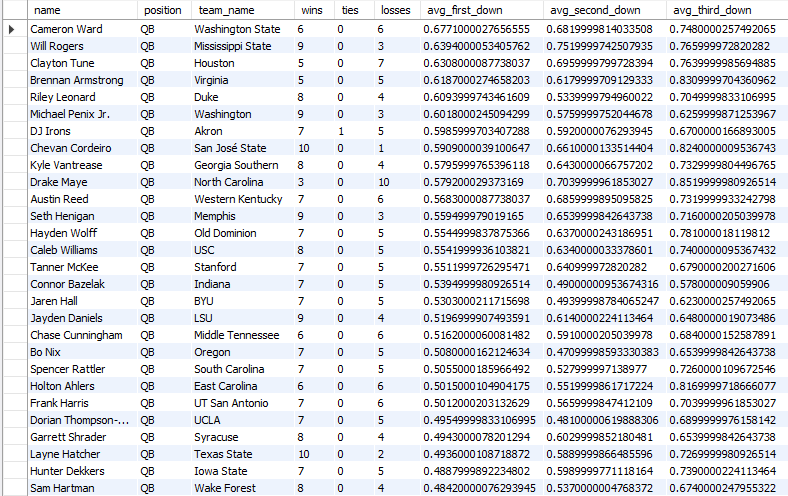 name position team_name wins ties losses avg_first_down avg_second_down avg_third_down
Cameron Ward QB Washington State 6 0 6 0.6771000027656555 0.6819999814033508 0.7480000257492065
Will Rogers QB Mississippi State 9 0 3 0.6394000053405762 0.7519999742507935 0.765999972820282
Clayton Tune QB Houston 5 0 7 0.6308000087738037 0.6959999799728394 0.7639999985694885
Brennan Armstrong QB Virginia 5 0 5 0.6187000274658203 0.6179999709129333 0.8309999704360962
Riley Leonard QB Duke 8 0 4 0.6093999743461609 0.5339999794960022 0.7049999833106995
Michael Penix Jr. QB Washington 9 0 3 0.6018000245094299 0.5759999752044678 0.6259999871253967
DJ Irons QB Akron 7 1 5 0.5985999703407288 0.5920000076293945 0.6700000166893005
Chevan Cordeiro QB San José State 10 0 1 0.5909000039100647 0.6610000133514404 0.8240000009536743
Kyle Vantrease QB Georgia Southern 8 0 4 0.5795999765396118 0.6430000066757202 0.7329999804496765
Drake Maye QB North Carolina 3 0 10 0.579200029373169 0.7039999961853027 0.8519999980926514
Austin Reed QB Western Kentucky 7 0 6 0.5683000087738037 0.6859999895095825 0.7319999933242798
Seth Henigan QB Memphis 9 0 3 0.559499979019165 0.6539999842643738 0.7160000205039978
Hayden Wolff QB Old Dominion 7 0 5 0.5544999837875366 0.6370000243186951 0.781000018119812
Caleb Williams QB USC 8 0 5 0.5541999936103821 0.6340000033378601 0.7400000095367432
Tanner McKee QB Stanford 7 0 5 0.5511999726295471 0.640999972820282 0.6790000200271606
Connor Bazelak QB Indiana 7 0 5 0.5394999980926514 0.49000000953674316 0.578000009059906
Jaren Hall QB BYU 7 0 5 0.5303000211715698 0.49399998784065247 0.6230000257492065
Jayden Daniels QB LSU 9 0 4 0.5196999907493591 0.6140000224113464 0.6480000019073486
Chase Cunningham QB Middle Tennessee 6 0 6 0.5162000060081482 0.5910000205039978 0.6840000152587891
Bo Nix QB Oregon 7 0 5 0.5080000162124634 0.47099998593330383 0.6539999842643738
Spencer Rattler QB South Carolina 7 0 5 0.5055000185966492 0.527999997138977 0.7260000109672546
Holton Ahlers QB East Carolina 6 0 6 0.5015000104904175 0.5519999861717224 0.8169999718666077
Frank Harris QB UT San Antonio 7 0 6 0.5012000203132629 0.5659999847412109 0.7039999961853027
Dorian Thompson-... QB UCLA 7 0 5 0.49549999833106995 0.48100000619888306 0.6899999976158142
Garrett Shrader QB Syracuse 8 0 4 0.4943000078201294 0.6029999852180481 0.6539999842643738
Layne Hatcher QB Texas State 10 0 2 0.4936000108718872 0.5889999866485596 0.7269999980926514
Hunter Dekkers QB Iowa State 7 0 5 0.4887999892234802 0.5989999771118164 0.7390000224113464
Sam Hartman QB Wake Forest 8 0 4 0.48420000076293945 0.5370000004768372 0.6740000247955322